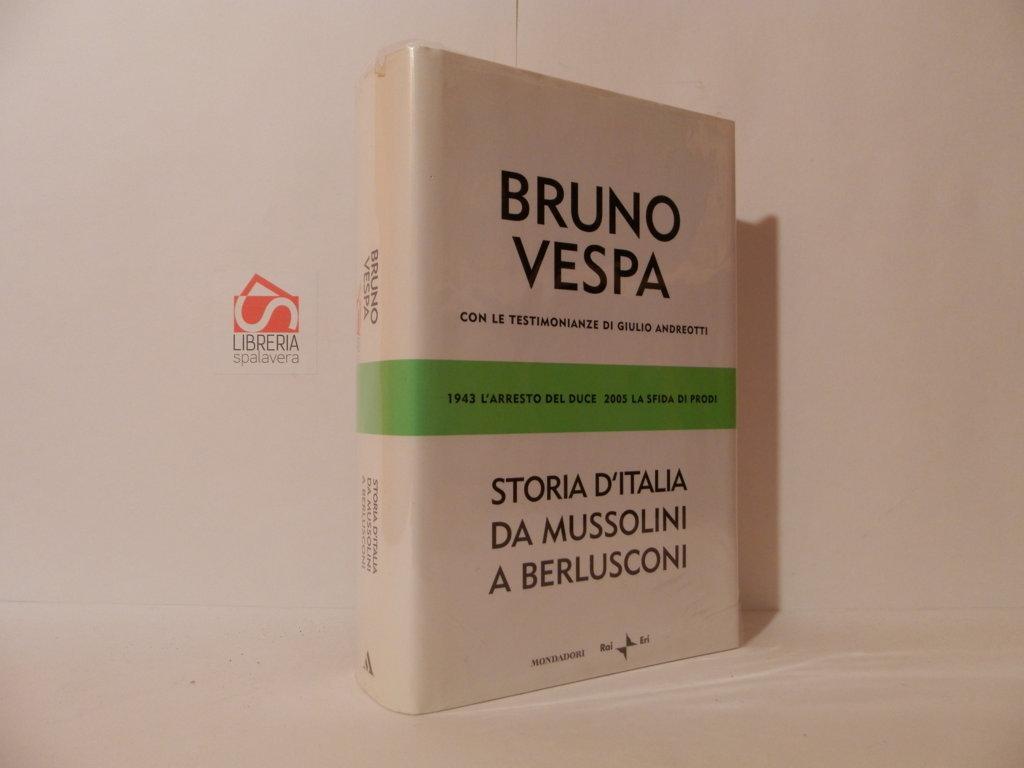 BRUNO
VESPA
CON LE TESTIMONIANZE DI GIULIO ANDREOTTI
1943 L'ARRESTO DEL DUCE 2005 LA SFIDA DI PRODI
STORIA D'ITALIA
DA MUSSOLINI
A BERLUSCONI
MONDADORI
Rai Eri
BRUNO
VESPA
STORIA D'ITALIA
DA MUSSOLINI
A BERLUSCONI
LIBRERIA
spalavera